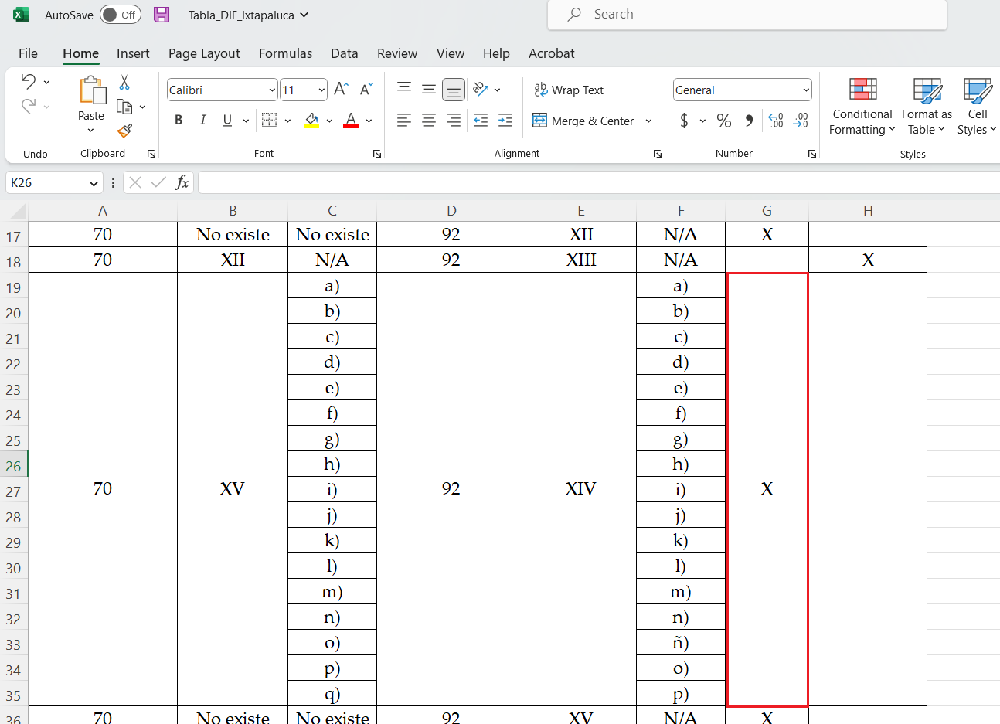 AutoSave Off Tabla_DIF_Ixtapaluca Search
File Home Insert Page Layout Formulas Data Review View Help Acrobat
Paste
Calibri 11
B I U A
Wrap Text
Merge & Center
General
$ % 9 .00 .00
Conditional Formatting
Format as Table
Cell Styles
Undo Clipboard Font Alignment Number Styles
K26 fx
A B C D E F G H
17 70 No existe No existe 92 XII N/A X
18 70 XII N/A 92 XIII N/A X
19 a) a)
20 b) b)
21 c) c)
22 d) d)
23 e) e)
24 f) f)
25 g) g)
26 h) h)
27 70 XV i) 92 XIV i) X
28 j) j)
29 k) k)
30 l) l)
31 m) m)
32 n) n)
33 o) ñ)
34 p) o)
35 q) p)
36 70 No existe No existe 92 XV N/A X